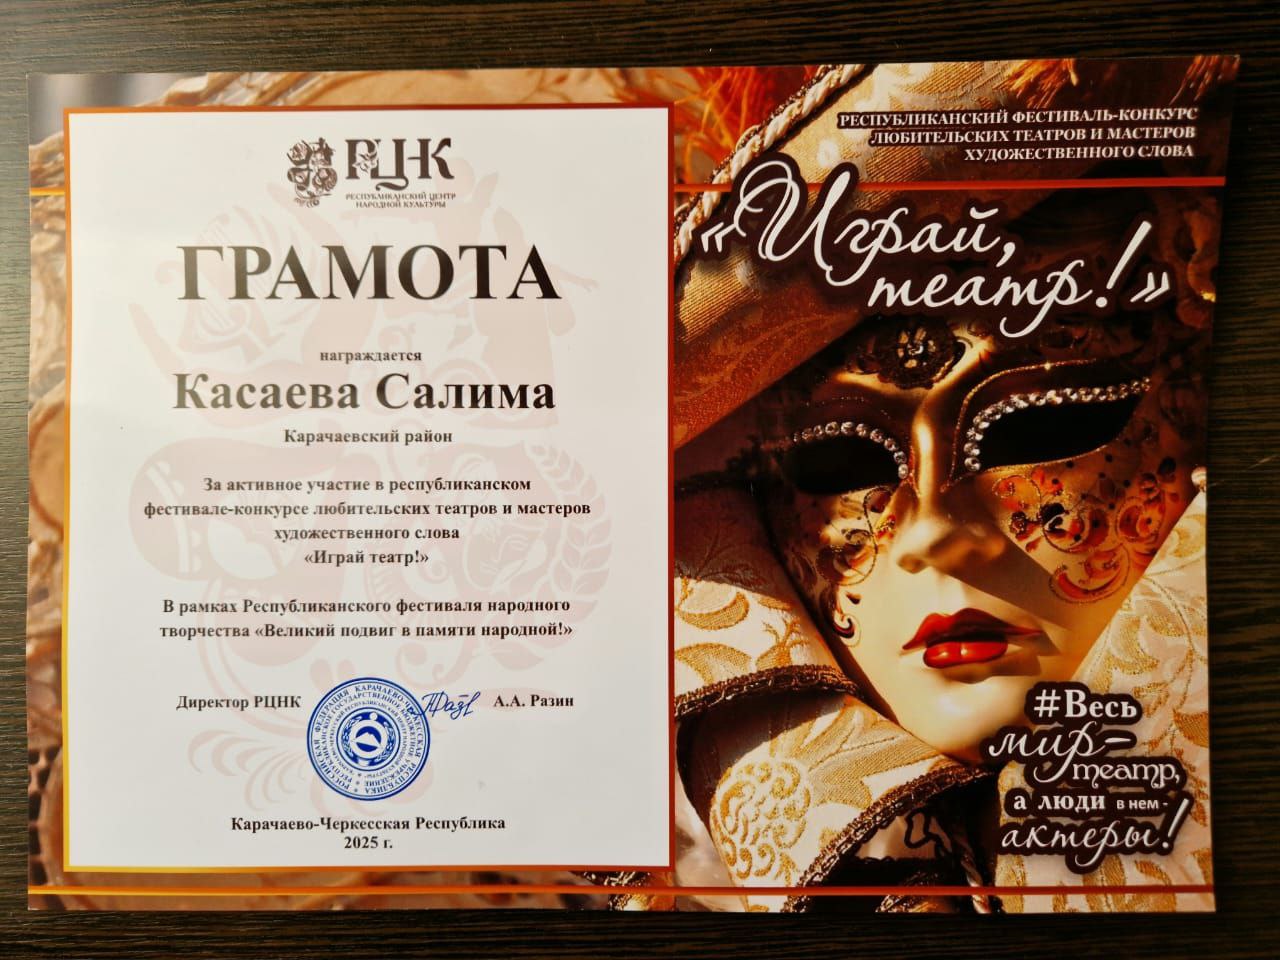 РЦНК
РЕСПУБЛИКАНСКИЙ ЦЕНТР
НАРОДНОЙ КУЛЬТУРЫ
ГРАМОТА
награждается
Касаева Салима
Карачаевский район
За активное участие в республиканском
фестивале-конкурсе любительских театров и мастеров
художественного слова
«Играй театр!»
В рамках Республиканского фестиваля народного
творчества «Великий подвиг в памяти народной!»
Директор РЦНК
А.А. Разин
Карачаево-Черкесская Республика
2025 г.
РЕСПУБЛИКАНСКИЙ ФЕСТИВАЛЬ-КОНКУРС
ЛЮБИТЕЛЬСКИХ ТЕАТРОВ И МАСТЕРОВ
ХУДОЖЕСТВЕННОГО СЛОВА
«Играй,
театр!»
#Весь
мир-
театр,
а люди в нем -
актеры!